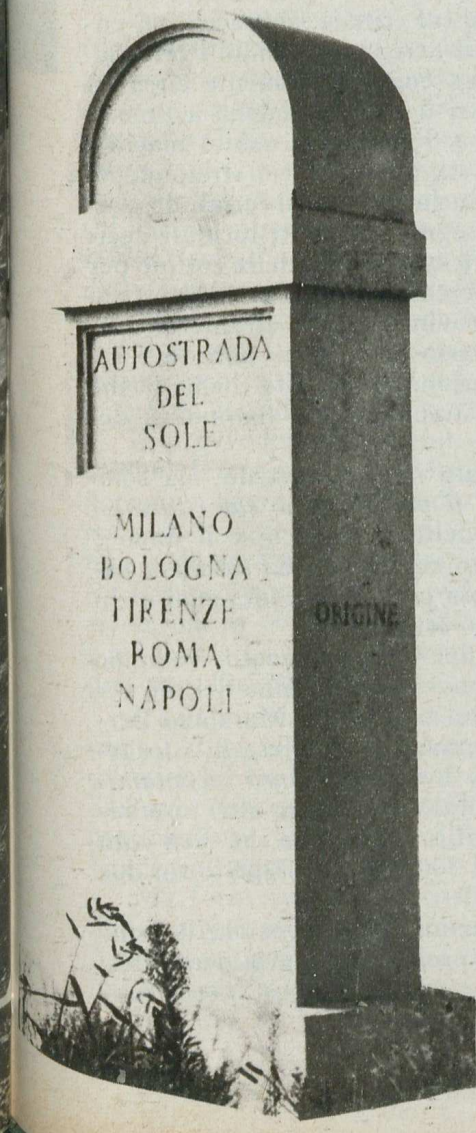 AUTOSTRADA
DEL
SOLE
MILANO
BOLOGNA
FIRENZE
ROMA
NAPOLI
ORIGINE